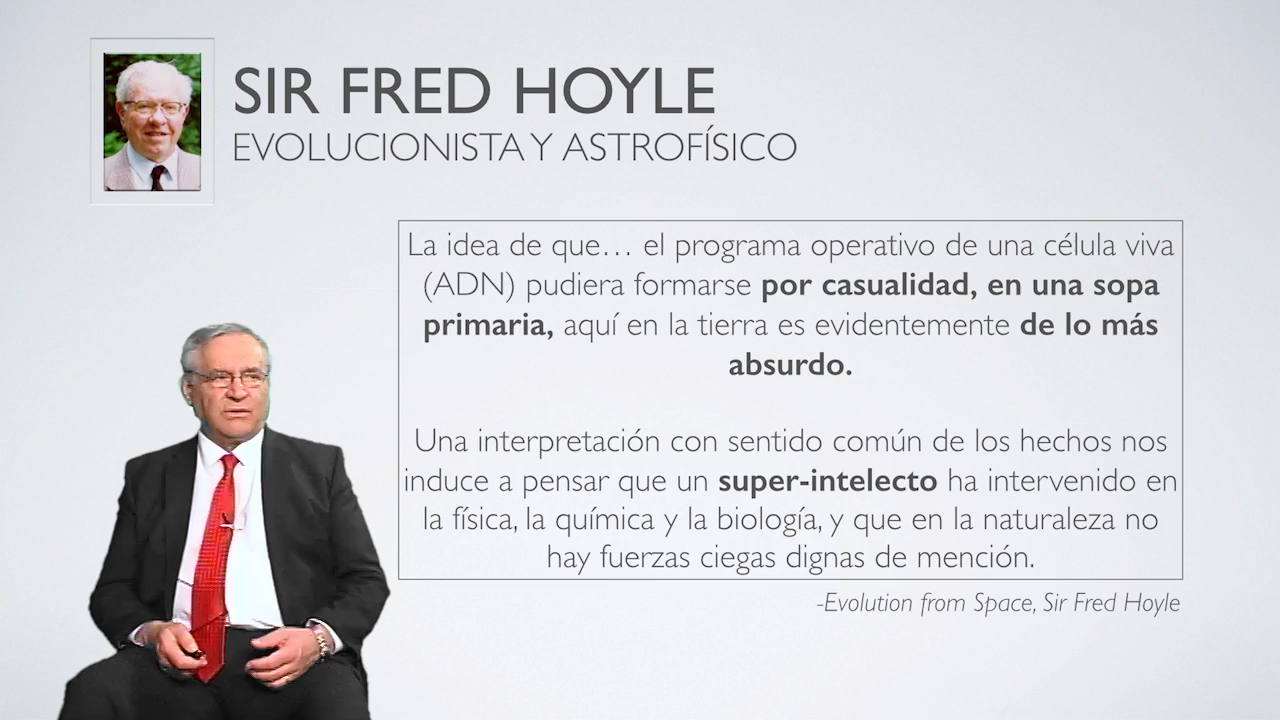 SIR FRED HOYLE
EVOLUCIONISTA Y ASTROFÍSICO
La idea de que… el programa operativo de una célula viva
(ADN) pudiera formarse por casualidad, en una sopa
primaria, aquí en la tierra es evidentemente de lo más
absurdo.
Una interpretación con sentido común de los hechos nos
induce a pensar que un super-intelecto ha intervenido en
la física, la química y la biología, y que en la naturaleza no
hay fuerzas ciegas dignas de mención.
-Evolution from Space, Sir Fred Hoyle